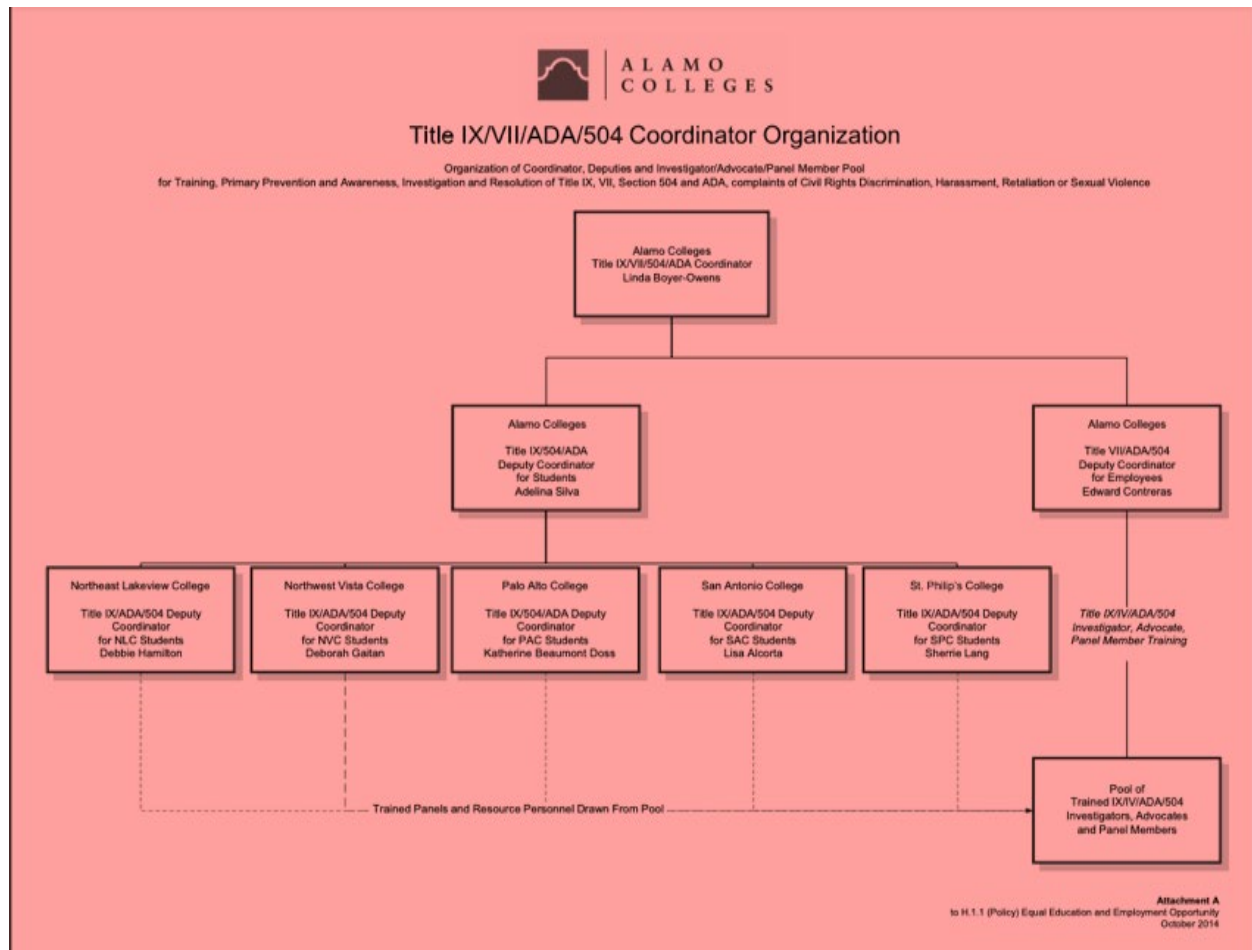 ALAMO
COLLEGES
Title IX/VII/ADA/504 Coordinator Organization
Organization of Coordinator, Deputies and Investigator/Advocate/Panel Member Pool
for Training, Primary Prevention and Awareness, Investigation and Resolution of Title IX, VII, Section 504 and ADA, complaints of Civil Rights Discrimination, Harassment, Retaliation or Sexual Violence
Alamo Colleges
Title IX/VII/504/ADA Coordinator
Linda Boyer-Owens
Alamo Colleges
Title IX/504/ADA
Deputy Coordinator
for Students
Adelina Silva
Alamo Colleges
Title VII/ADA/504
Deputy Coordinator
for Employees
Edward Contreras
Northeast Lakeview College
Title IX/ADA/504 Deputy
Coordinator
for NLC Students
Debbie Hamilton
Northwest Vista College
Title IX/ADA/504 Deputy
Coordinator
for NVC Students
Deborah Gaitan
Palo Alto College
Title IX/504/ADA Deputy
Coordinator
for PAC Students
Katherine Beaumont Doss
San Antonio College
Title IX/ADA/504 Deputy
Coordinator
for SAC Students
Lisa Alcorta
St. Philip's College
Title IX/ADA/504 Deputy
Coordinator
for SPC Students
Sherrie Lang
Title IX/IV/ADA/504
Investigator, Advocate,
Panel Member Training
Trained Panels and Resource Personnel Drawn From Pool
Pool of
Trained IX/IV/ADA/504
Investigators, Advocates
and Panel Members
Attachment A
to H.1.1 (Policy) Equal Education and Employment Opportunity
October 2014